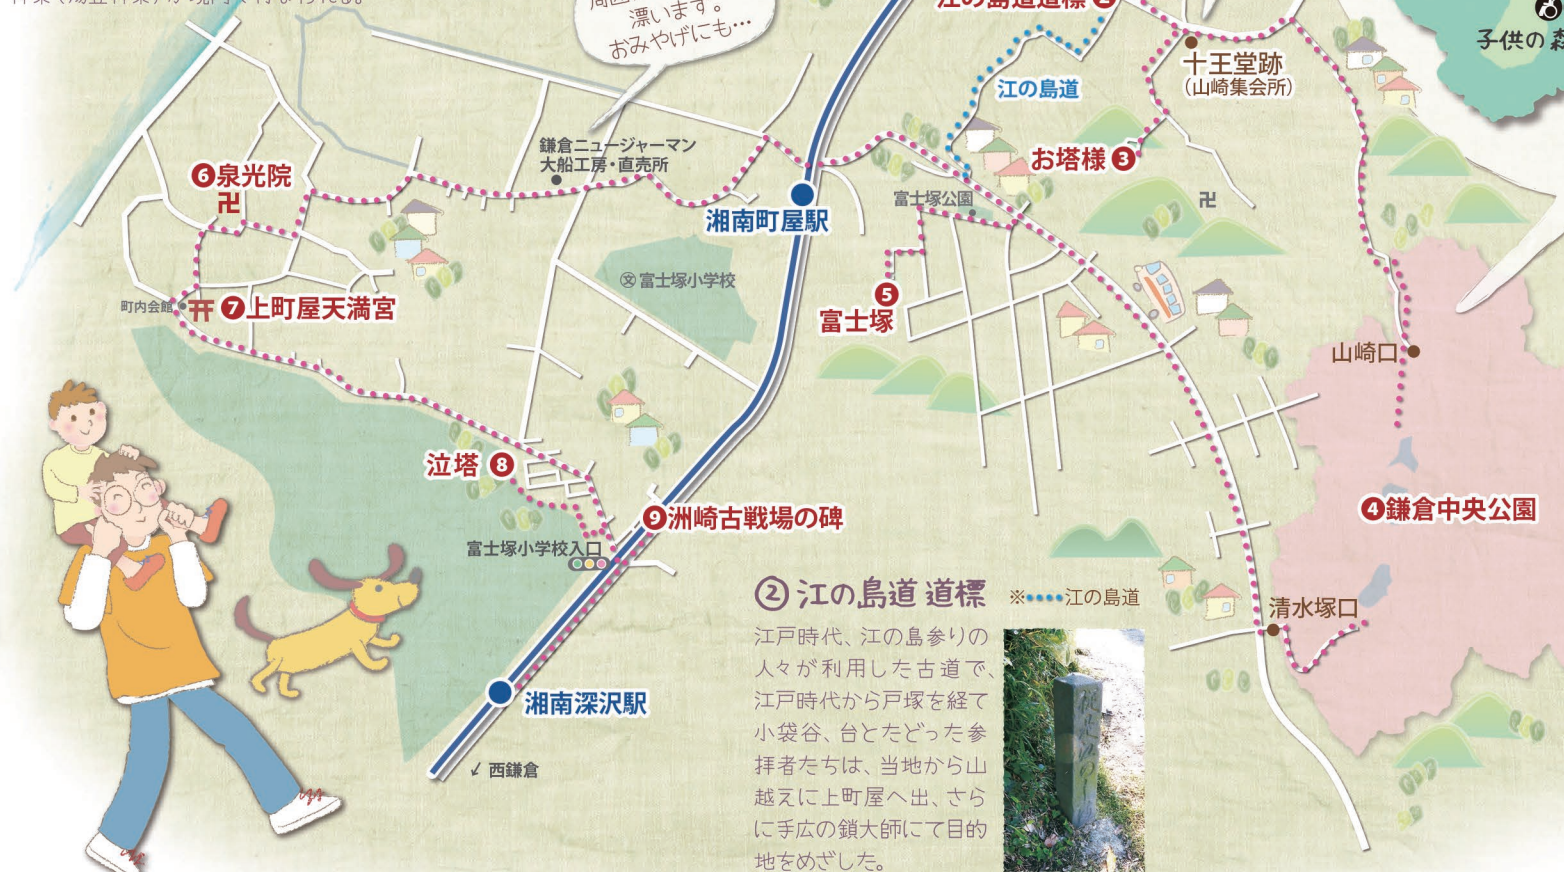 漂います。
おみやげにも…
江の島道道標 ②
子供の森
十王堂跡
(山崎集会所)
江の島道
鎌倉ニュージャーマン
大船工房・直売所
お塔様 ③
⑥泉光院
卍
富士塚公園
卍
湘南町屋駅
文 富士塚小学校
⑤
富士塚
町内会館
⑦上町屋天満宮
山崎口
泣塔 ⑧
⑨洲崎古戦場の碑
④鎌倉中央公園
富士塚小学校入口
②江の島道 道標
※••••江の島道
清水塚口
江戸時代、江の島参りの
人々が利用した古道で、
江戸時代から戸塚を経て
小袋谷、台とたどった参
拝者たちは、当地から山
越えに上町屋へ出、さら
に手広の鎖大師にて目的
地をめざした。
湘南深沢駅
↙ 西鎌倉